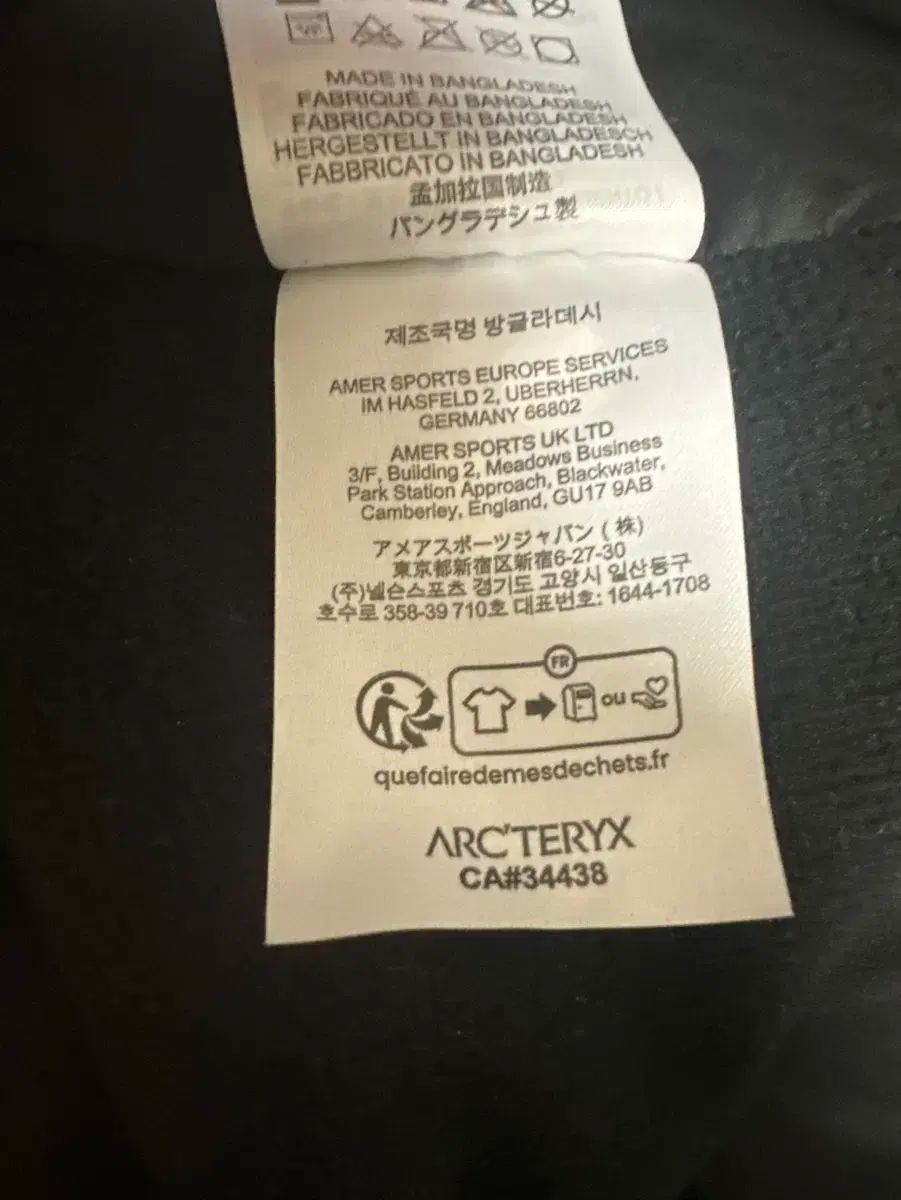 MADE IN BANGLADESH
FABRIQUÉ AU BANGLADESH
FABRICADO EN BANGLADESH
HERGESTELLT IN BANGLADESCH
FABBRICATO IN BANGLADESH
孟加拉国制造
バングラデシュ製
제조국명 방글라데시
AMER SPORTS EUROPE SERVICES
IM HASFELD 2, UBERHERRN,
GERMANY 66802
AMER SPORTS UK LTD
3/F, Building 2, Meadows Business
Park Station Approach, Blackwater,
Camberley, England, GU17 9AB
アメアスポーツジャパン (株)
東京都新宿区新宿6-27-30
(주)넬슨스포츠 경기도 고양시 일산동구
호수로 358-39 710호 대표번호: 1644-1708
FR
ou
quefairedemesdechets.fr
ARC'TERYX
CA#34438